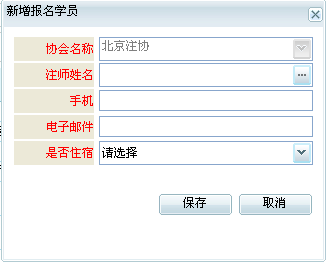 新增报名学员
协会名称 北京注协
注师姓名 ...
手机
电子邮件
是否住宿 请选择
保存 取消